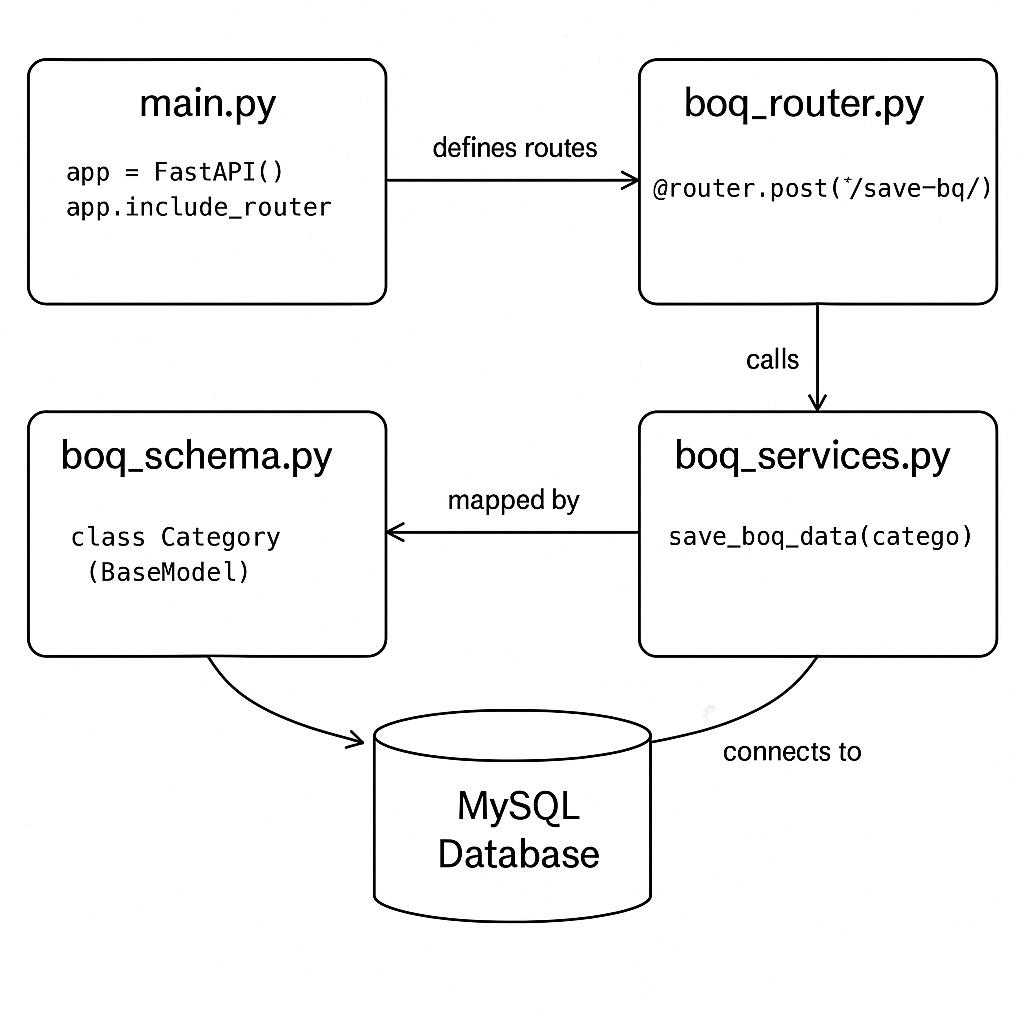 main.py
app = FastAPI()
app.include_router
defines routes
boq_router.py
@router.post(“/save-bq/)
calls
boq_schema.py
class Category
(BaseModel)
mapped by
boq_services.py
save_boq_data(catego)
connects to
MySQL
Database